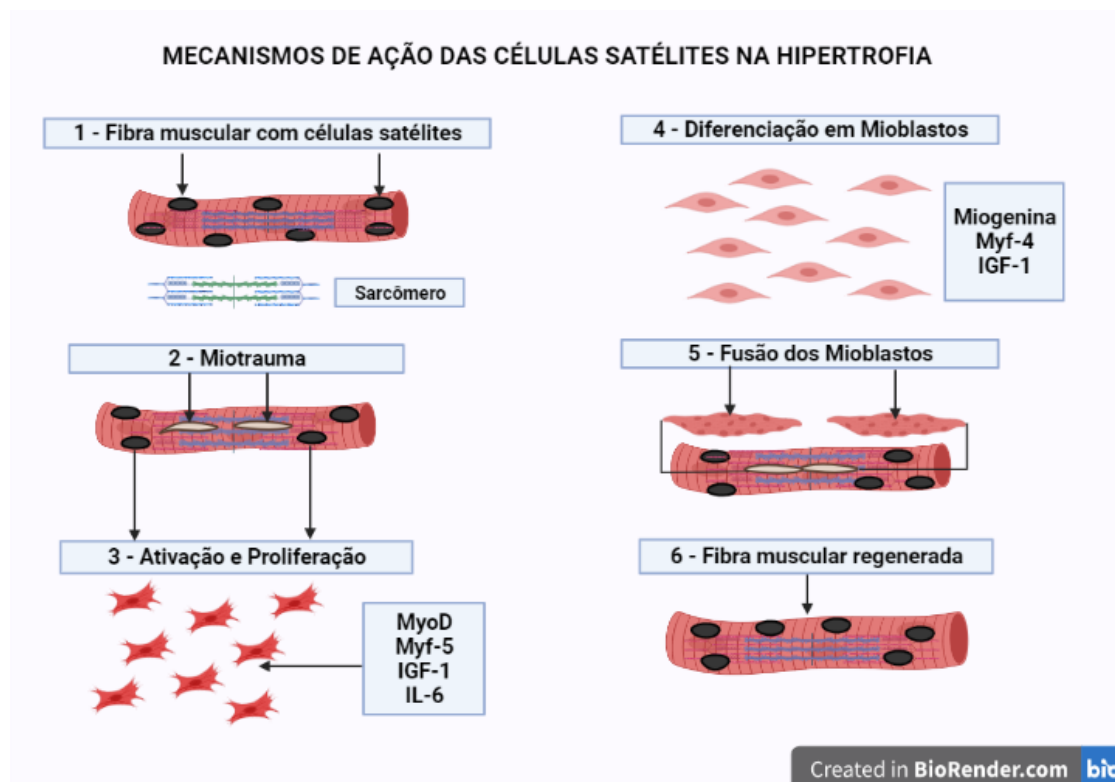 MECANISMOS DE AÇÃO DAS CÉLULAS SATÉLITES NA HIPERTROFIA
1 - Fibra muscular com células satélites
Sarcômero
2 - Miotrauma
3 - Ativação e Proliferação
MyoD
Myf-5
IGF-1
IL-6
4 - Diferenciação em Mioblastos
Miogenina
Myf-4
IGF-1
5 - Fusão dos Mioblastos
6 - Fibra muscular regenerada
Created in BioRender.com